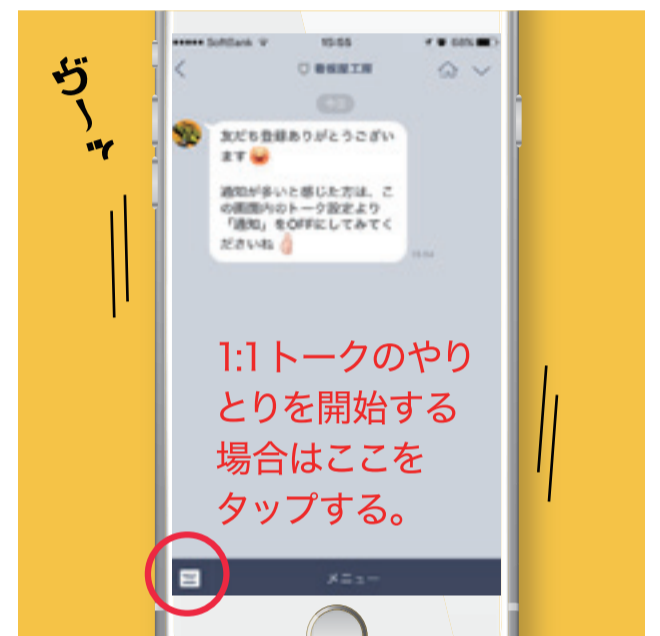 ヴ〜ッ
SoftBank
15:55
68%
看板屋工房
今日
友だち登録ありがとうござい
ます
通知が多いと感じた方は、こ
の画面内のトーク設定より
「通知」をOFFにしてみてく
ださいね
15:54
1:1トークのやり
とりを開始する
場合はここを
タップする。
メニュー